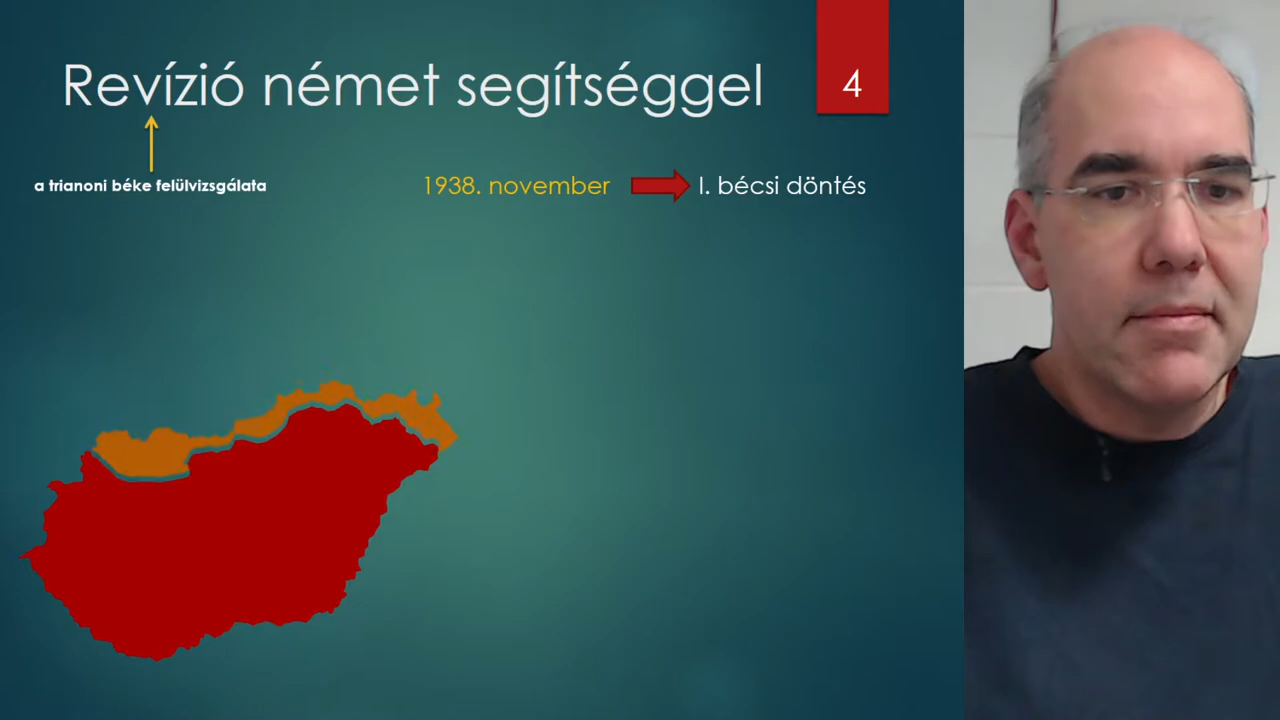 Revízió német segítséggel
4
a trianoni béke felülvizsgálata
1938. november
I. bécsi döntés